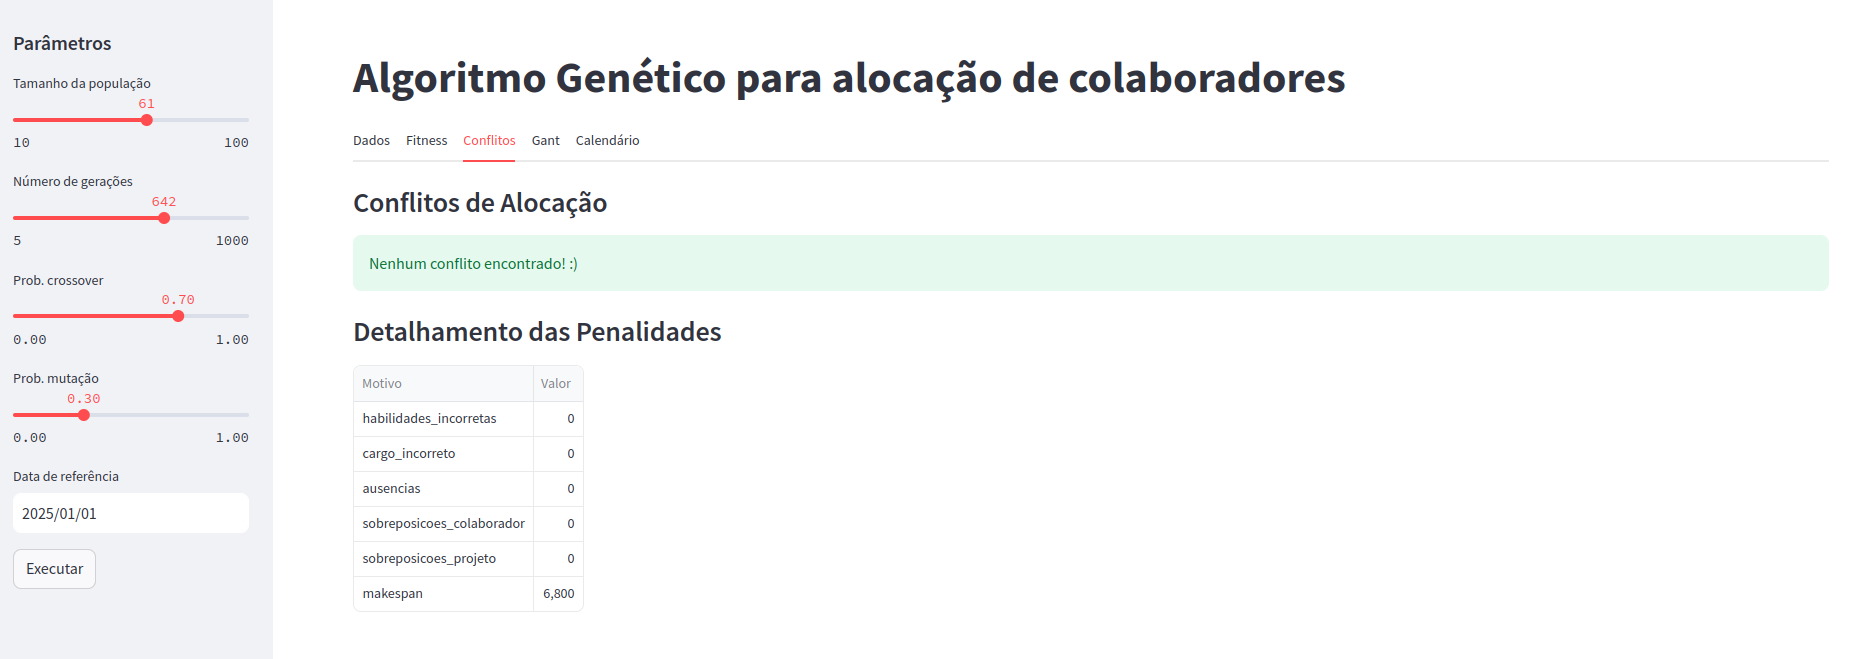 Parâmetros
Tamanho da população
61
10 100
Número de gerações
642
5 1000
Prob. crossover
0.70
0.00 1.00
Prob. mutação
0.30
0.00 1.00
Data de referência
2025/01/01
Executar
Algoritmo Genético para alocação de colaboradores
Dados Fitness Conflitos Gant Calendário
Conflitos de Alocação
Nenhum conflito encontrado! :)
Detalhamento das Penalidades
Motivo Valor
habilidades_incorretas 0
cargo_incorreto 0
ausencias 0
sobreposicoes_colaborador 0
sobreposicoes_projeto 0
makespan 6,800